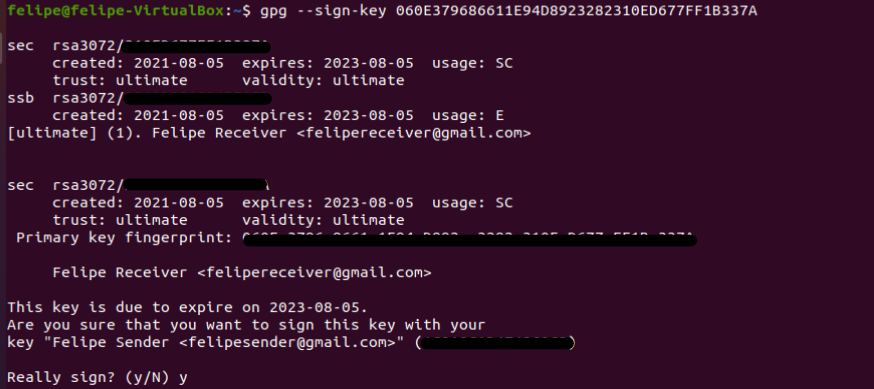 felipe@felipe-VirtualBox:~$ gpg --sign-key 060E379686611E94D8923282310ED677FF1B337A
sec rsa3072/
created: 2021-08-05 expires: 2023-08-05 usage: SC
trust: ultimate validity: ultimate
ssb rsa3072/
created: 2021-08-05 expires: 2023-08-05 usage: E
[ultimate] (1). Felipe Receiver <felipereceiver@gmail.com>
sec rsa3072/
created: 2021-08-05 expires: 2023-08-05 usage: SC
trust: ultimate validity: ultimate
Primary key fingerprint:
Felipe Receiver <felipereceiver@gmail.com>
This key is due to expire on 2023-08-05.
Are you sure that you want to sign this key with your
key "Felipe Sender <felipesender@gmail.com>" ( )
Really sign? (y/N) y